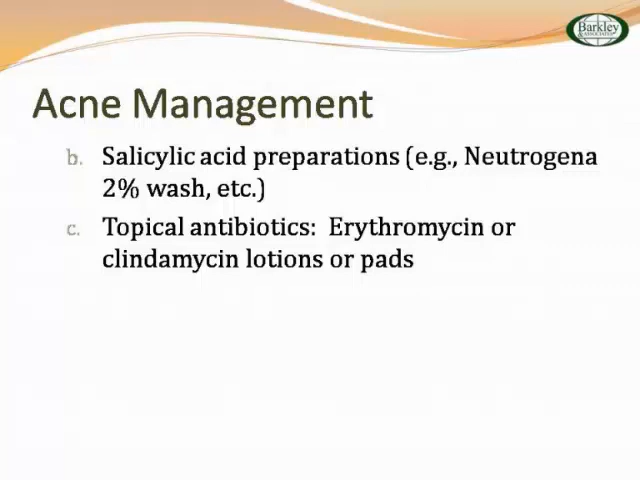 Barkley
& ASSOCIATES
Acne Management
b. Salicylic acid preparations (e.g., Neutrogena
2% wash, etc.)
c. Topical antibiotics:  Erythromycin or
clindamycin lotions or pads